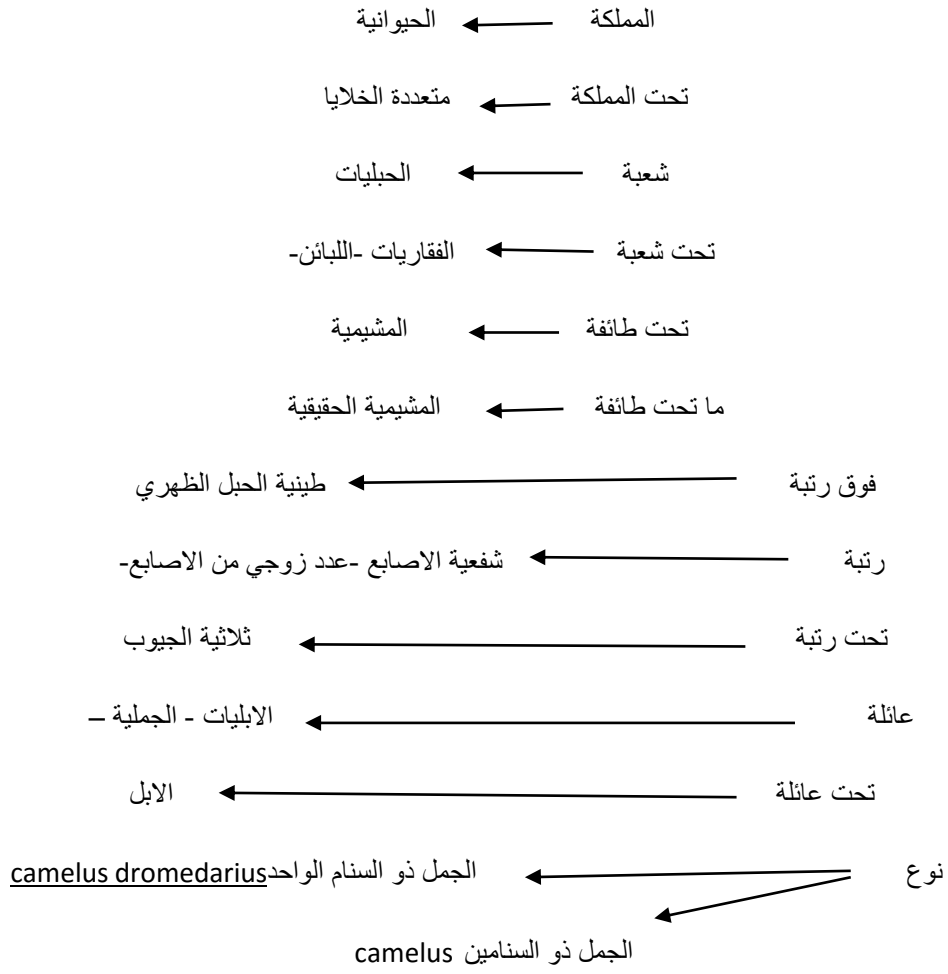 المملكة الحيوانية
تحت المملكة متعددة الخلايا
شعبة الحبليات
تحت شعبة الفقاريات -اللبائن-
تحت طائفة المشيمية
ما تحت طائفة المشيمية الحقيقية
فوق رتبة طينية الحبل الظهري
رتبة شفعية الاصابع -عدد زوجي من الاصابع-
تحت رتبة ثلاثية الجيوب
عائلة الابليات - الجملية –
تحت عائلة الابل
نوع الجمل ذو السنام الواحدcamelus dromedarius
الجمل ذو السنامين camelus